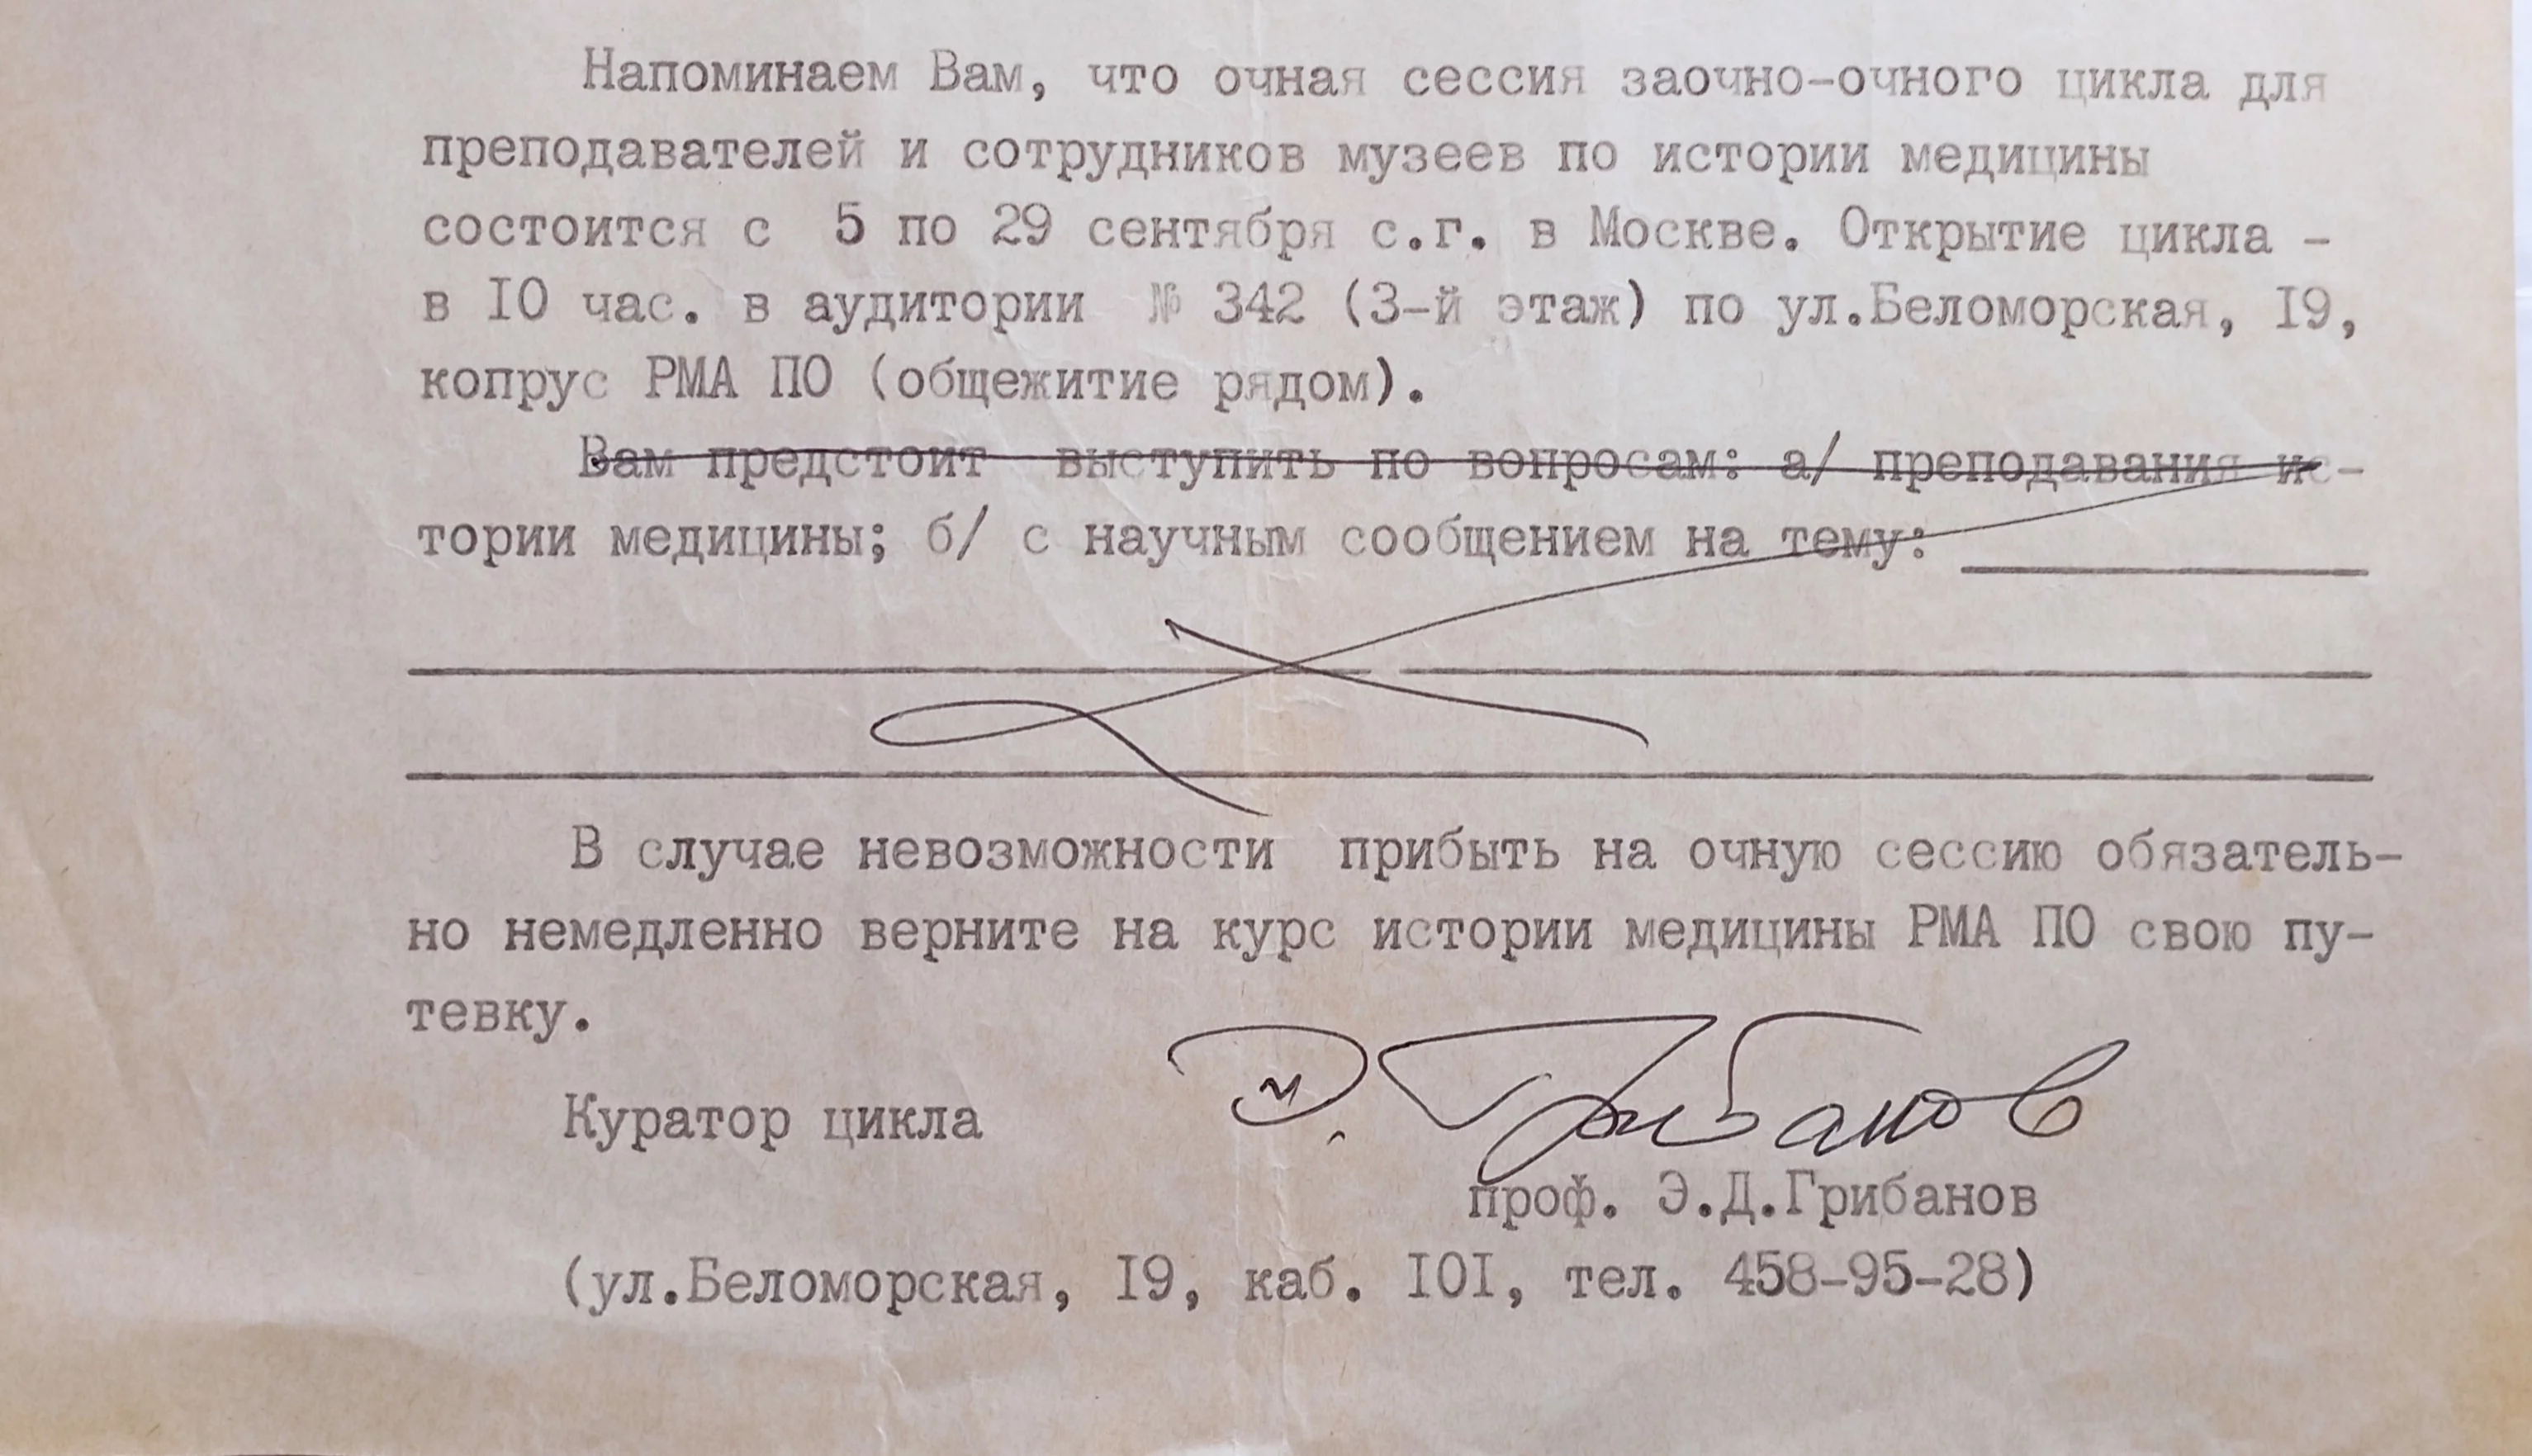 Напоминаем Вам, что очная сессия заочно-очного цикла для
преподавателей и сотрудников музеев по истории медицины
состоится с 5 по 29 сентября с.г. в Москве. Открытие цикла -
в I0 час. в аудитории № 342 (3-й этаж) по ул.Беломорская, I9,
копрус РМА ПО (общежитие рядом).
Вам предстоит выступить по вопросам: а/ преподавания ис-
тории медицины; б/ с научным сообщением на тему:
В случае невозможности прибыть на очную сессию обязатель-
но немедленно верните на курс истории медицины РМА ПО свою пу-
тевку.
Куратор цикла Э. Грибанов
проф. Э.Д.Грибанов
(ул.Беломорская, I9, каб. I0I, тел. 458-95-28)